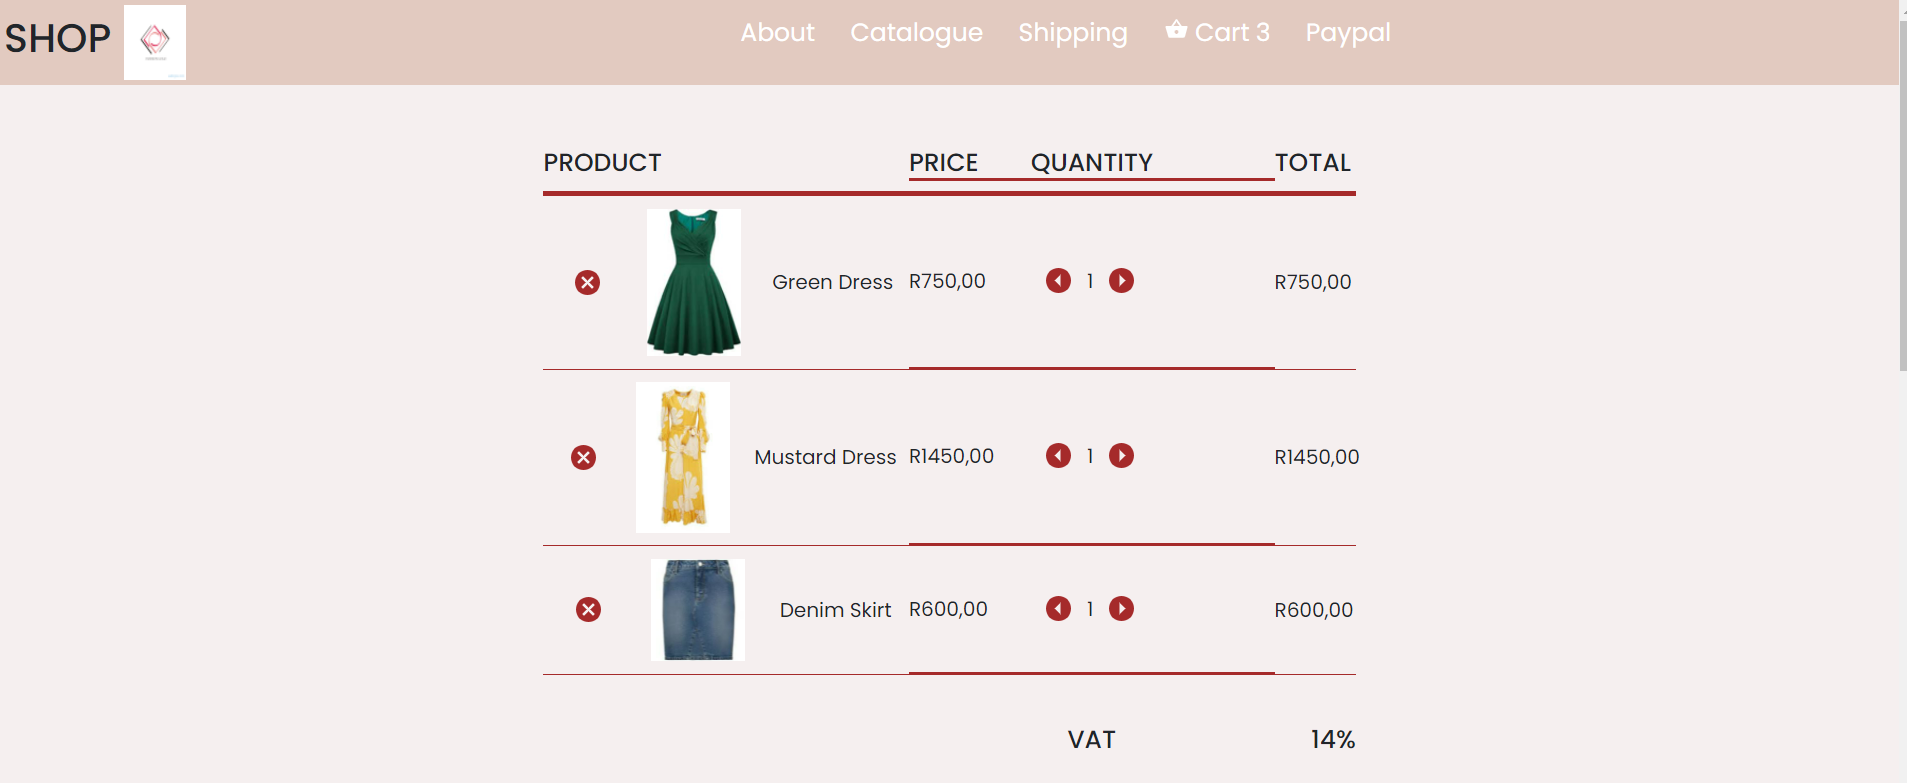 SHOP About Catalogue Shipping Cart 3 Paypal
PRODUCT PRICE QUANTITY TOTAL
Green Dress R750,00 1 R750,00
Mustard Dress R1450,00 1 R1450,00
Denim Skirt R600,00 1 R600,00
VAT 14%